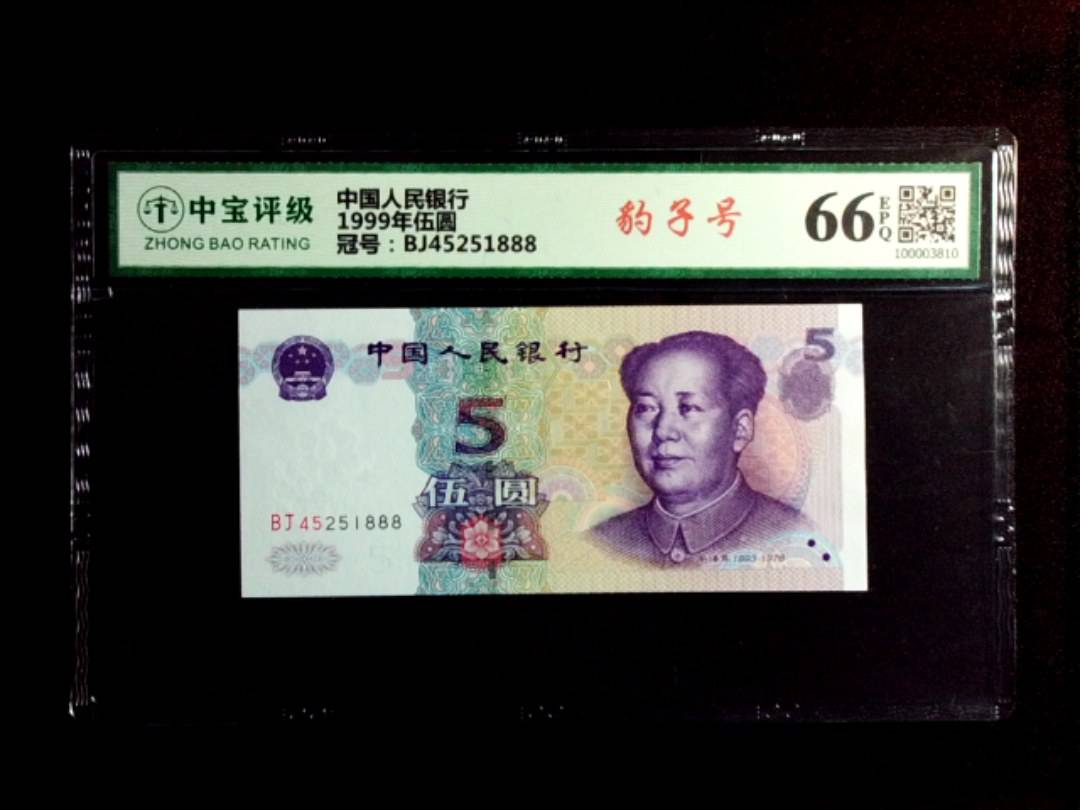 中宝评级
ZHONG BAO RATING
中国人民银行
1999年伍圆
冠号：BJ45251888
豹子号
66
EPQ
100003810
中国人民银行
5
5
伍圆
BJ45251888
1893-1976